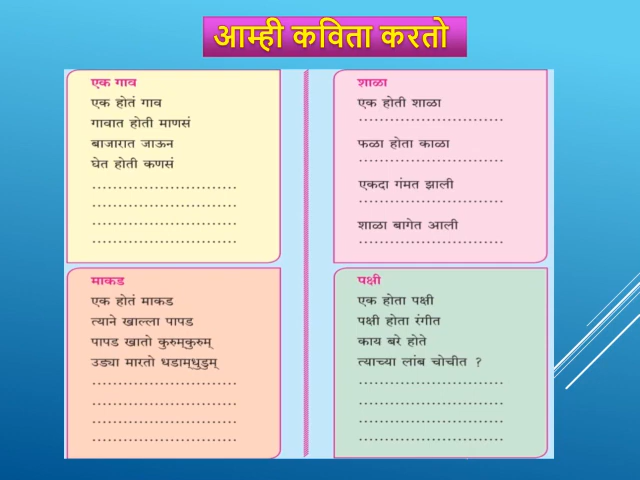 आम्ही कविता करतो
एक गाव
एक होतं गाव
गावात होती माणसं
बाजारात जाऊन
घेत होती कणसं
..............................
..............................
..............................
..............................
शाळा
एक होती शाळा
..............................
फळा होता काळा
..............................
एकदा गंमत झाली
..............................
शाळा बागेत आली
..............................
माकड
एक होतं माकड
त्याने खाल्ला पापड
पापड खातो कुरुम्‌कुरुम्
उड्या मारतो धडाम्‌धुडुम्
..............................
..............................
..............................
..............................
पक्षी
एक होता पक्षी
पक्षी होता रंगीत
काय बरे होते
त्याच्या लांब चोचीत ?
..............................
..............................
..............................
..............................